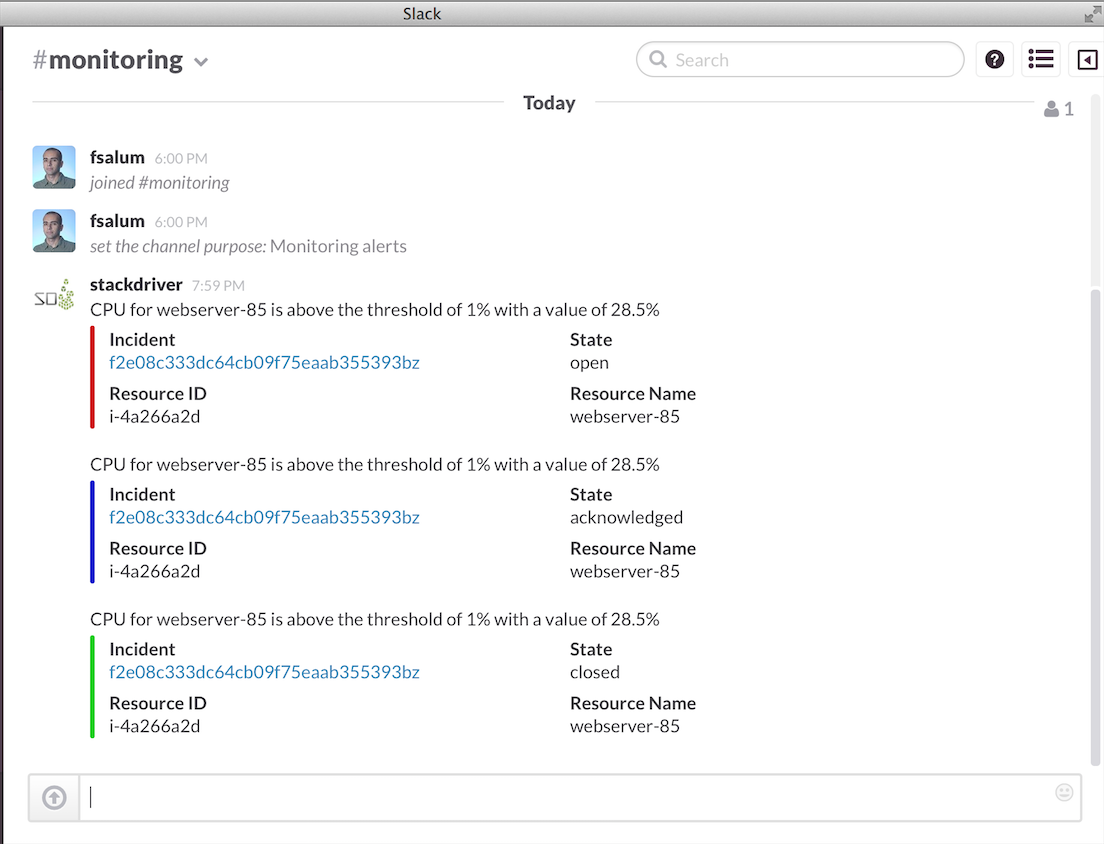 Slack
#monitoring
Search
Today
1
fsalum 6:00 PM
joined #monitoring
fsalum 6:00 PM
set the channel purpose: Monitoring alerts
SD
stackdriver 7:59 PM
CPU for webserver-85 is above the threshold of 1% with a value of 28.5%
Incident State
f2e08c333dc64cb09f75eaab355393bz open
Resource ID Resource Name
i-4a266a2d webserver-85
CPU for webserver-85 is above the threshold of 1% with a value of 28.5%
Incident State
f2e08c333dc64cb09f75eaab355393bz acknowledged
Resource ID Resource Name
i-4a266a2d webserver-85
CPU for webserver-85 is above the threshold of 1% with a value of 28.5%
Incident State
f2e08c333dc64cb09f75eaab355393bz closed
Resource ID Resource Name
i-4a266a2d webserver-85